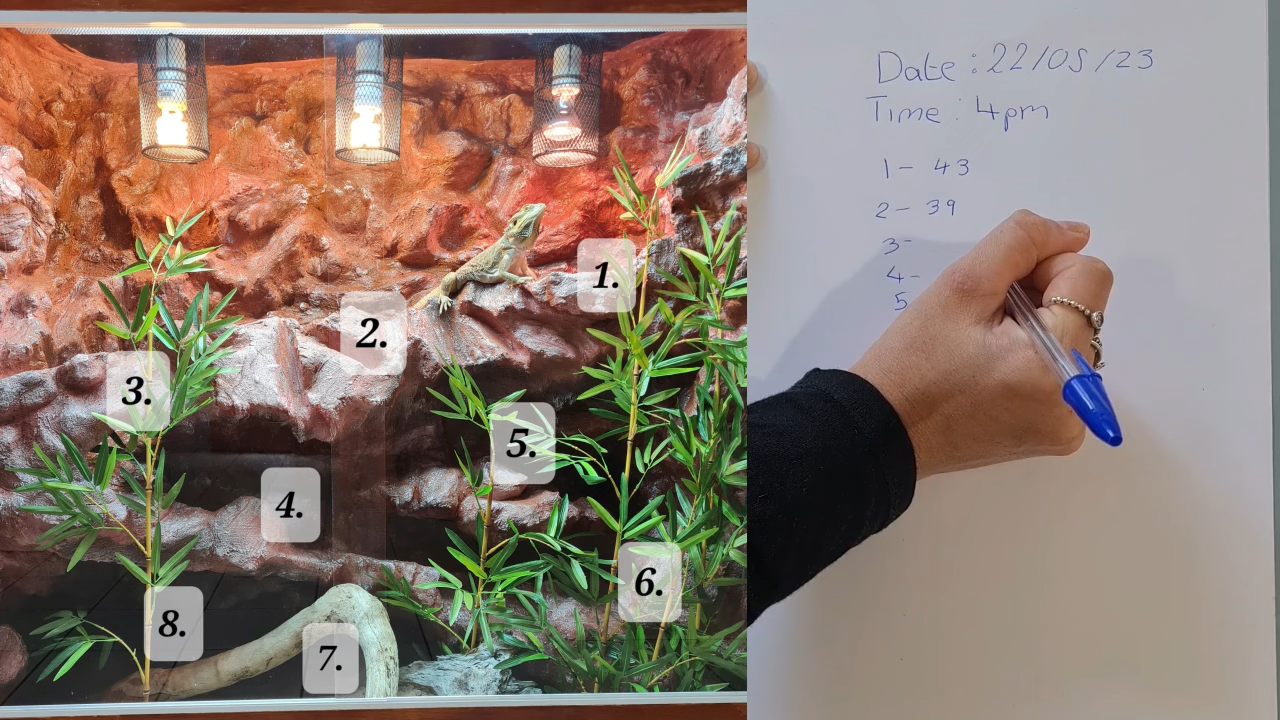 1.
2.
3.
4.
5.
6.
7.
8.
Date : 22/05/23
Time : 4pm
1 - 43
2 - 39
3 -
4 -
5